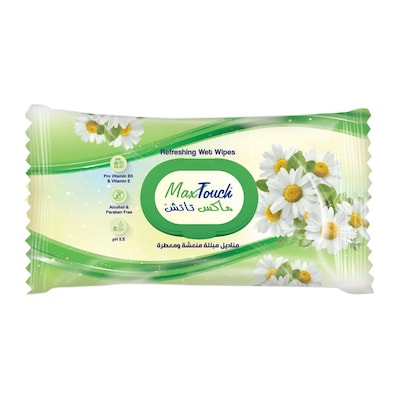 Refreshing Wet Wipes
Pro Vitamin B5
& Vitamin E
Alcohol &
Paraben Free
pH 5.5
MaxTouch
ماكس تاتش
مناديل مبللة منعشة ومعطرة